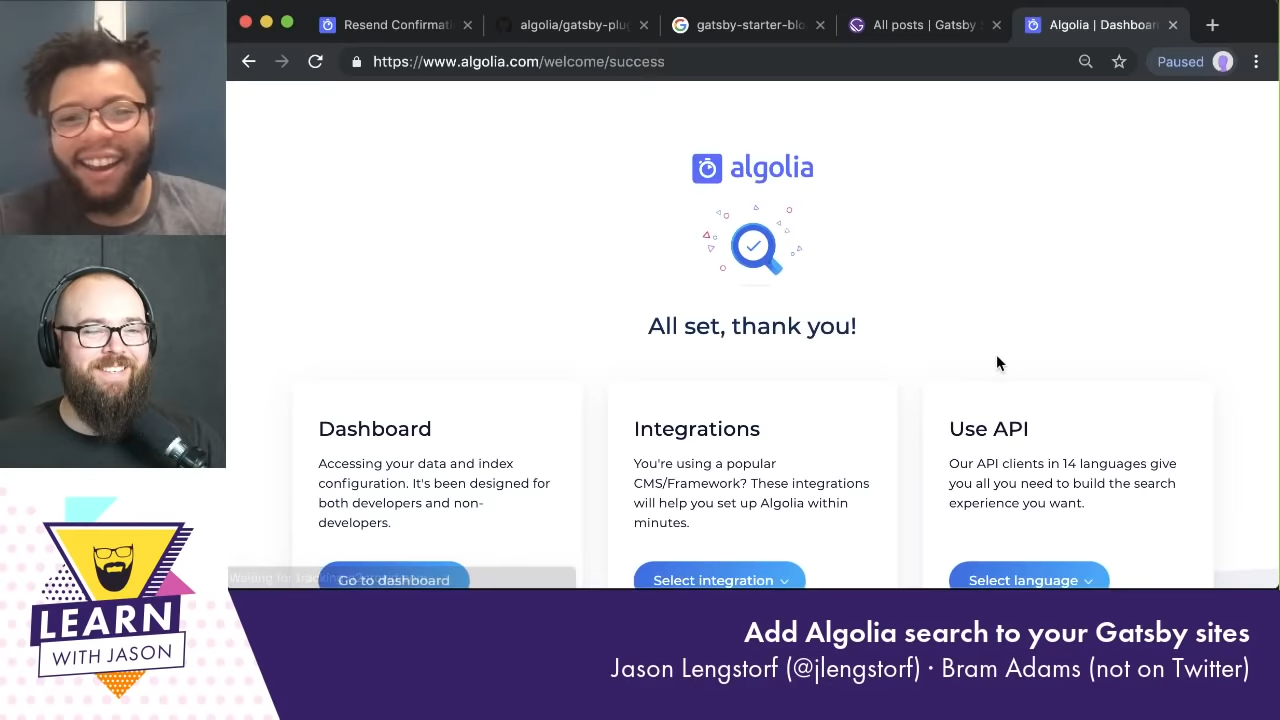 Resend Confirmati
algolia/gatsby-plu
gatsby-starter-blo
All posts | Gatsby
Algolia | Dashboar
https://www.algolia.com/welcome/success
Paused
algolia
All set, thank you!
Dashboard
Accessing your data and index
configuration. It's been designed for
both developers and non-
developers.
Go to dashboard
Integrations
You're using a popular
CMS/Framework? These integrations
will help you set up Algolia within
minutes.
Select integration
Use API
Our API clients in 14 languages give
you all you need to build the search
experience you want.
Select language
Waiting for
LEARN
WITH JASON
Add Algolia search to your Gatsby sites
Jason Lengstorf (@jlengstorf) · Bram Adams (not on Twitter)